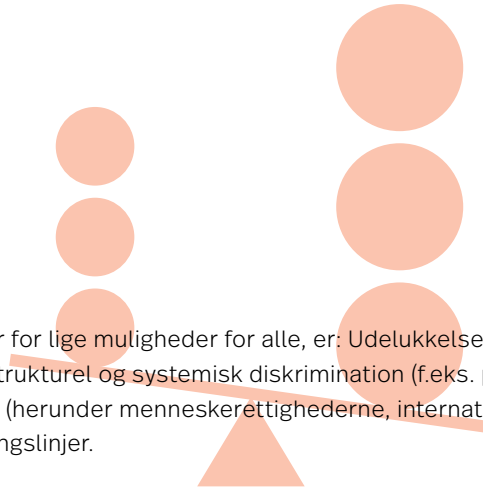 for lige muligheder for alle, er: Udelukkelse
trukturel og systemisk diskrimination (f.eks.
(herunder menneskerettighederne, internat
ngslinjer.